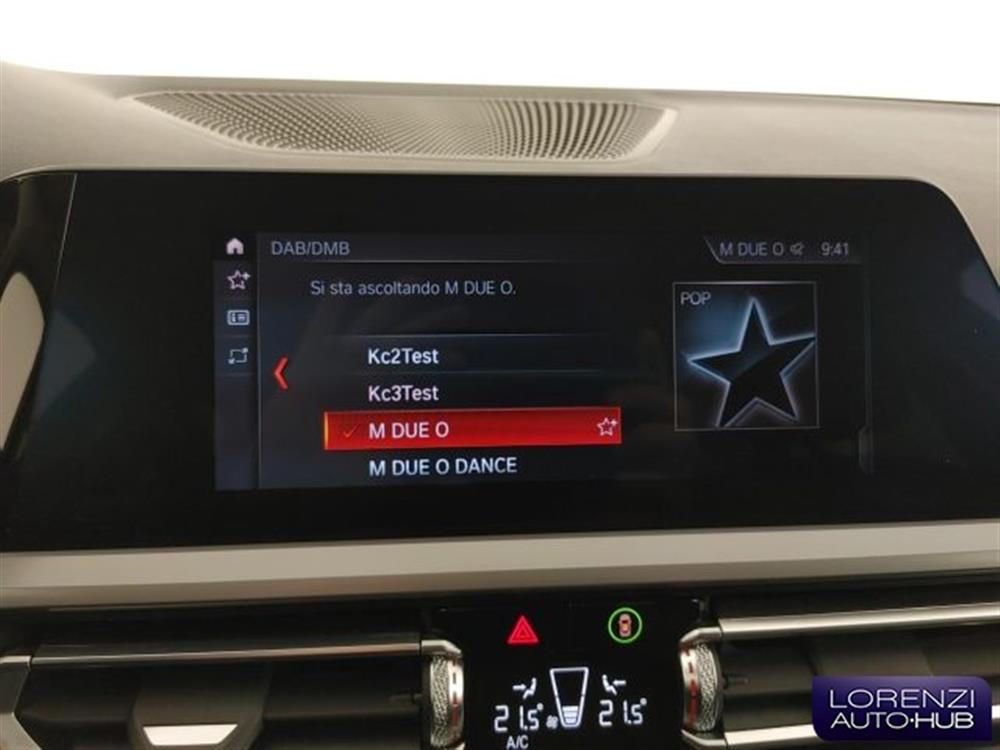 DAB/DMB
M DUE O 9:41
Si sta ascoltando M DUE O.
POP
Kc2Test
Kc3Test
M DUE O
M DUE O DANCE
21.5° 21.5°
A/C
LORENZI
AUTO·HUB